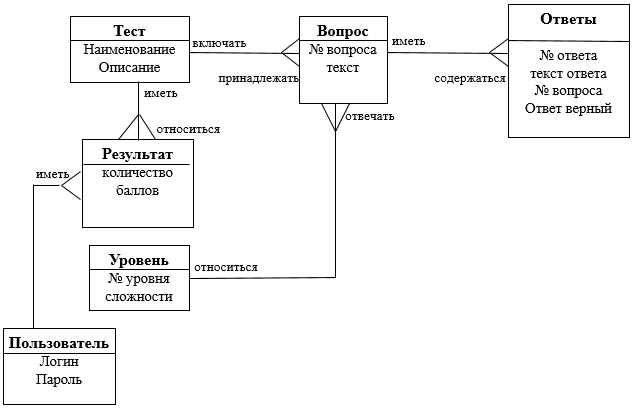 Тест
Наименование
Описание
включать
принадлежать
Вопрос
№ вопроса
текст
иметь
содержаться
Ответы
№ ответа
текст ответа
№ вопроса
Ответ верный
иметь
относиться
отвечать
Результат
количество
баллов
иметь
Уровень
№ уровня
сложности
относиться
Пользователь
Логин
Пароль